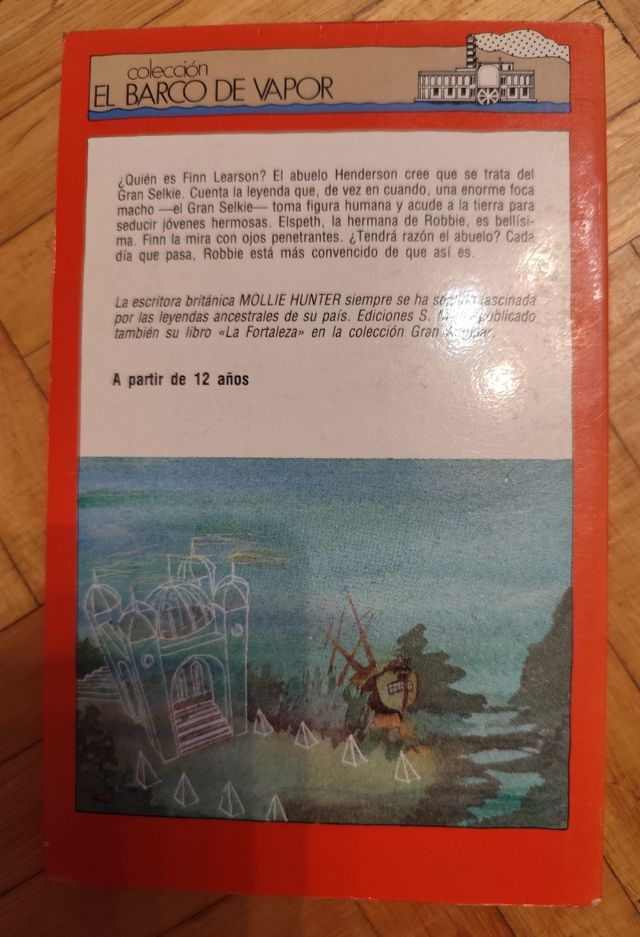 colección
EL BARCO DE VAPOR
¿Quién es Finn Learson? El abuelo Henderson cree que se trata del
Gran Selkie. Cuenta la leyenda que, de vez en cuando, una enorme foca
macho —el Gran Selkie— toma figura humana y acude a la tierra para
seducir jóvenes hermosas. Elspeth, la hermana de Robbie, es bellísi-
ma. Finn la mira con ojos penetrantes. ¿Tendrá razón el abuelo? Cada
día que pasa, Robbie está más convencido de que así es.
La escritora británica MOLLIE HUNTER siempre se ha fascinada
por las leyendas ancestrales de su país. Ediciones S. publicado
también su libro «La Fortaleza» en la colección Gran
A partir de 12 años